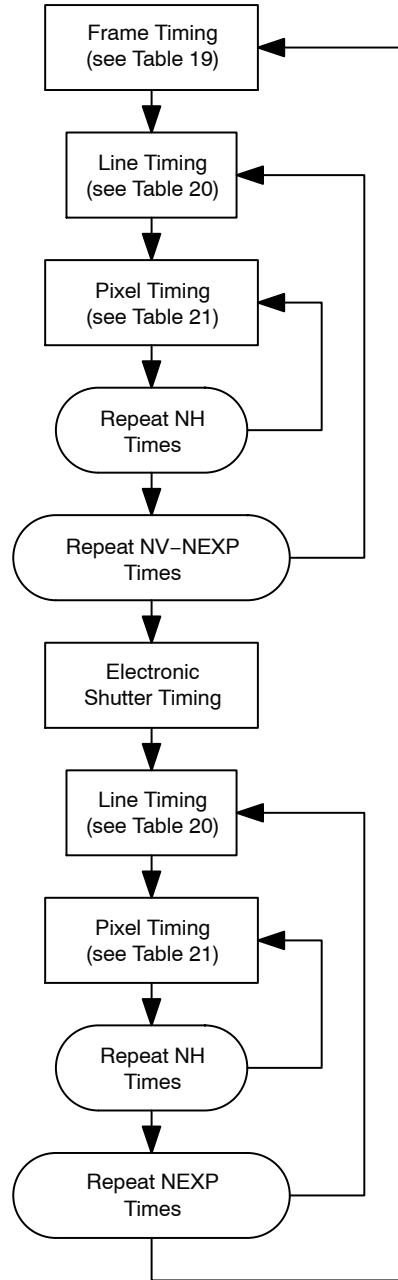 Frame Timing
(see Table 19)
Line Timing
(see Table 20)
Pixel Timing
(see Table 21)
Repeat NH
Times
Repeat NV−NEXP
Times
Electronic
Shutter Timing
Line Timing
(see Table 20)
Pixel Timing
(see Table 21)
Repeat NH
Times
Repeat NEXP
Times